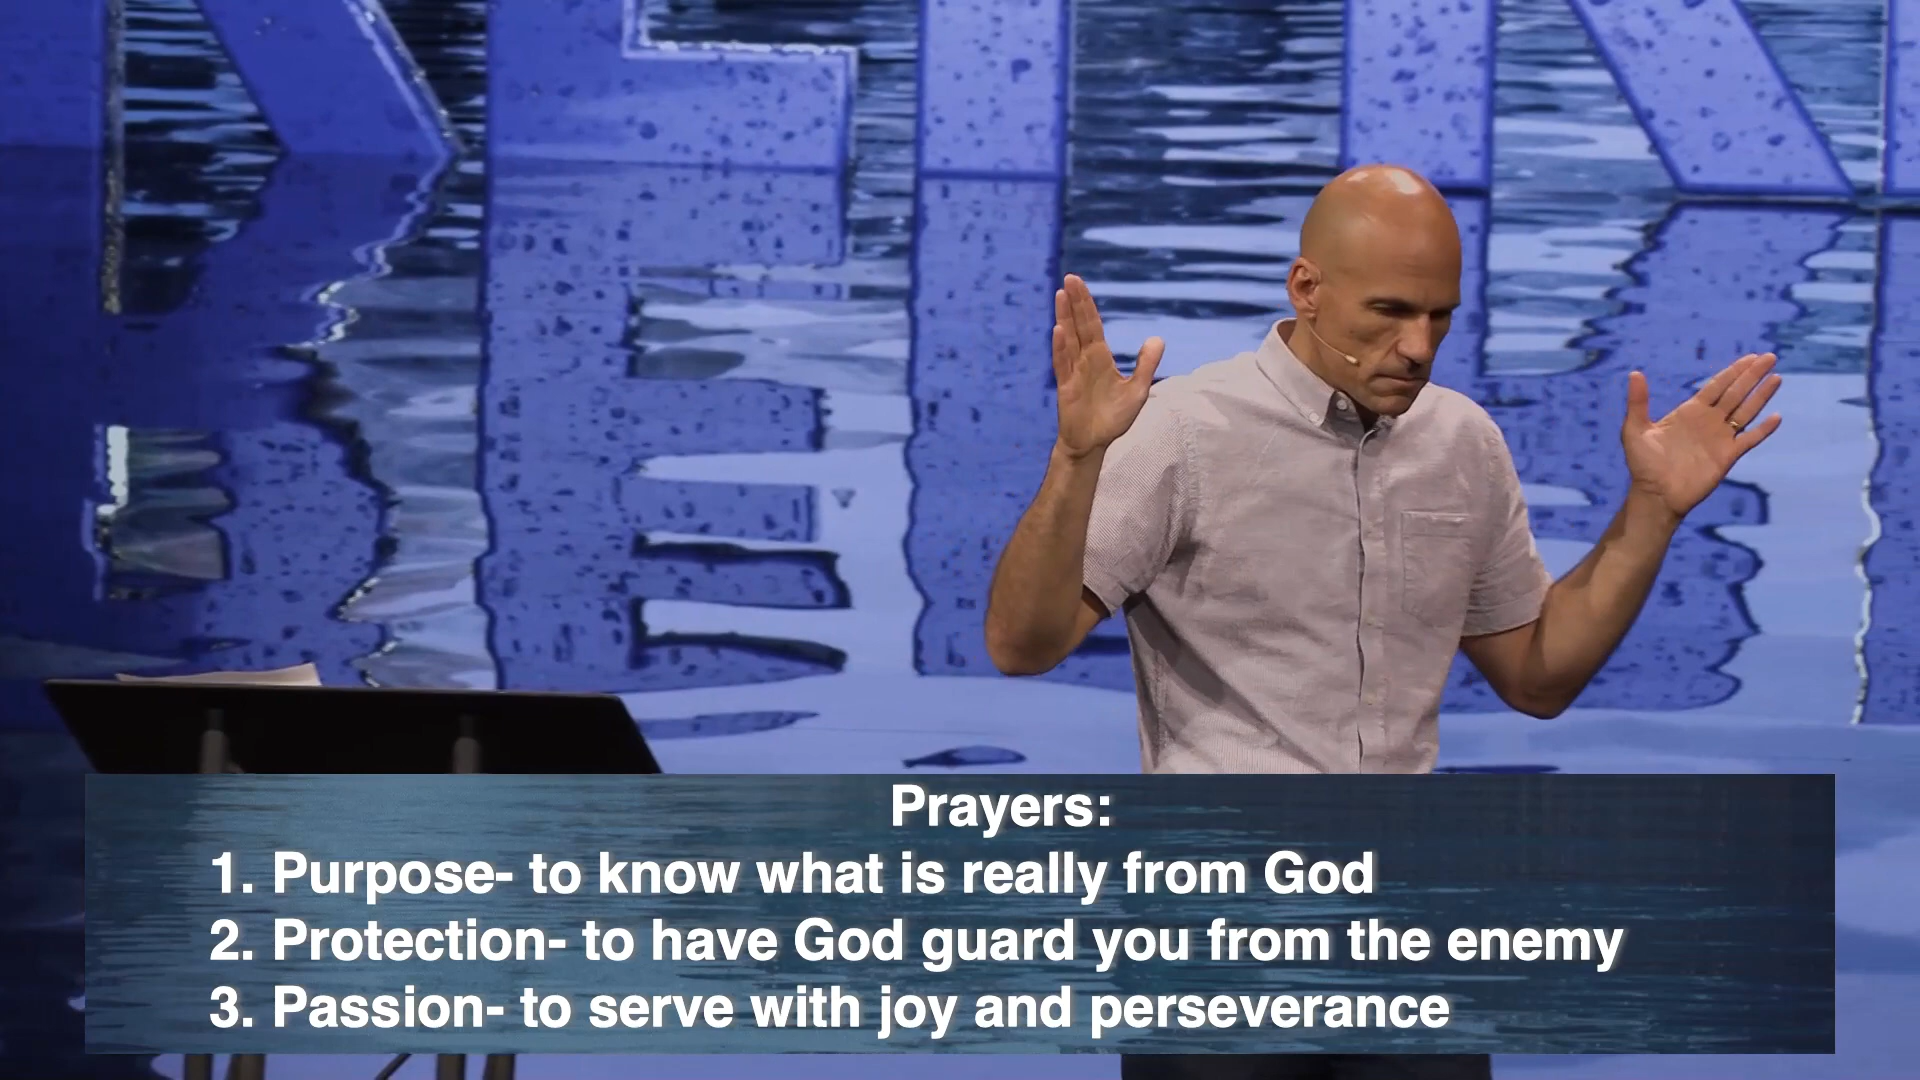 Prayers:
1. Purpose- to know what is really from God
2. Protection- to have God guard you from the enemy
3. Passion- to serve with joy and perseverance